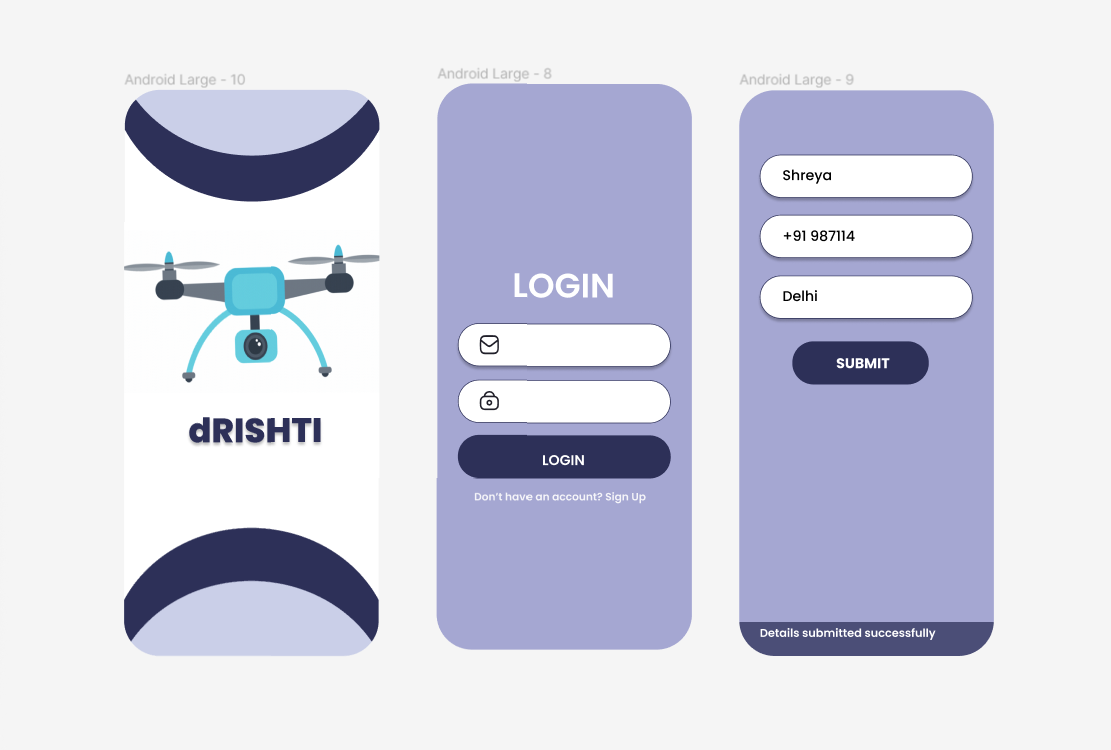 Android Large - 10
dRISHTI
Android Large - 8
LOGIN
LOGIN
Don't have an account? Sign Up
Android Large - 9
Shreya
+91 987114
Delhi
SUBMIT
Details submitted successfully